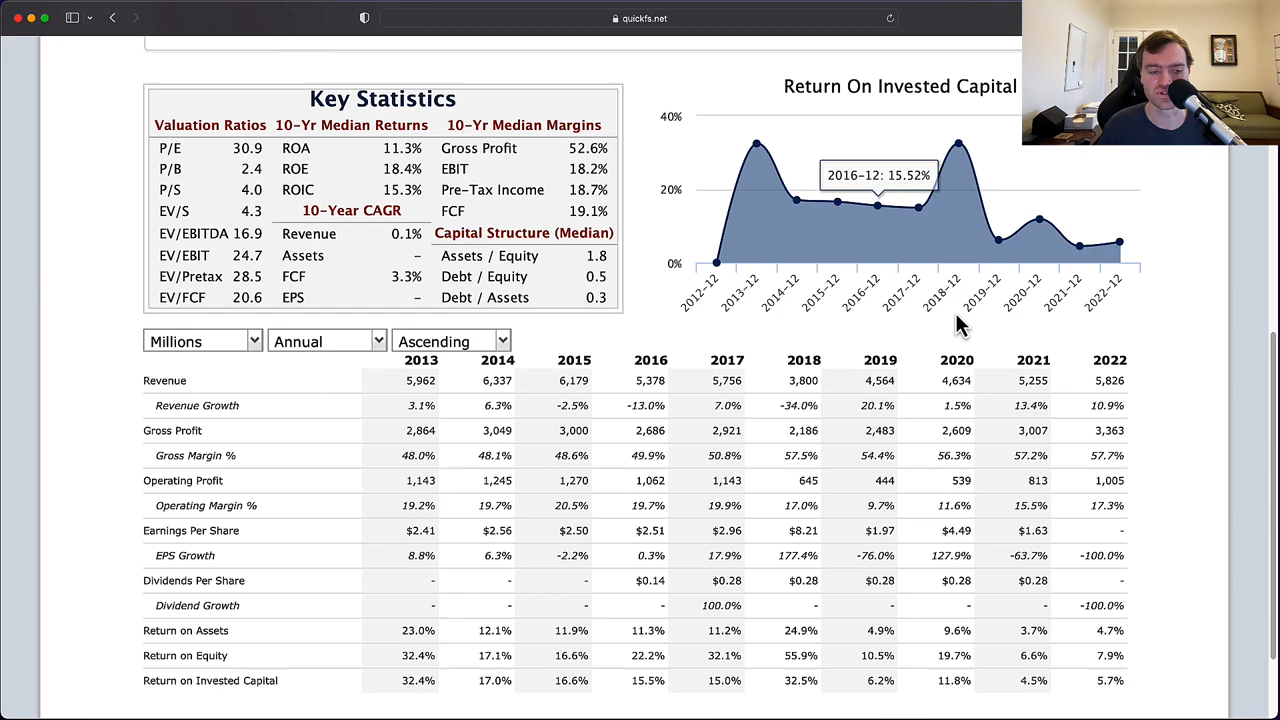 quickfs.net
Key Statistics
Valuation Ratios 10-Yr Median Returns 10-Yr Median Margins
P/E 30.9 ROA 11.3% Gross Profit 52.6%
P/B 2.4 ROE 18.4% EBIT 18.2%
P/S 4.0 ROIC 15.3% Pre-Tax Income 18.7%
EV/S 4.3 10-Year CAGR FCF 19.1%
EV/EBITDA 16.9 Revenue 0.1% Capital Structure (Median)
EV/EBIT 24.7 Assets – Assets / Equity 1.8
EV/Pretax 28.5 FCF 3.3% Debt / Equity 0.5
EV/FCF 20.6 EPS – Debt / Assets 0.3
Return On Invested Capital
40%
2016-12: 15.52%
20%
0%
2012-12 2013-12 2014-12 2015-12 2016-12 2017-12 2018-12 2019-12 2020-12 2021-12 2022-12
Millions Annual Ascending
2013 2014 2015 2016 2017 2018 2019 2020 2021 2022
Revenue 5,962 6,337 6,179 5,378 5,756 3,800 4,564 4,634 5,255 5,826
Revenue Growth 3.1% 6.3% -2.5% -13.0% 7.0% -34.0% 20.1% 1.5% 13.4% 10.9%
Gross Profit 2,864 3,049 3,000 2,686 2,921 2,186 2,483 2,609 3,007 3,363
Gross Margin % 48.0% 48.1% 48.6% 49.9% 50.8% 57.5% 54.4% 56.3% 57.2% 57.7%
Operating Profit 1,143 1,245 1,270 1,062 1,143 645 444 539 813 1,005
Operating Margin % 19.2% 19.7% 20.5% 19.7% 19.9% 17.0% 9.7% 11.6% 15.5% 17.3%
Earnings Per Share $2.41 $2.56 $2.50 $2.51 $2.96 $8.21 $1.97 $4.49 $1.63 -
EPS Growth 8.8% 6.3% -2.2% 0.3% 17.9% 177.4% -76.0% 127.9% -63.7% -100.0%
Dividends Per Share - - - $0.14 $0.28 $0.28 $0.28 $0.28 $0.28 -
Dividend Growth - - - - 100.0% - - - - -100.0%
Return on Assets 23.0% 12.1% 11.9% 11.3% 11.2% 24.9% 4.9% 9.6% 3.7% 4.7%
Return on Equity 32.4% 17.1% 16.6% 22.2% 32.1% 55.9% 10.5% 19.7% 6.6% 7.9%
Return on Invested Capital 32.4% 17.0% 16.6% 15.5% 15.0% 32.5% 6.2% 11.8% 4.5% 5.7%